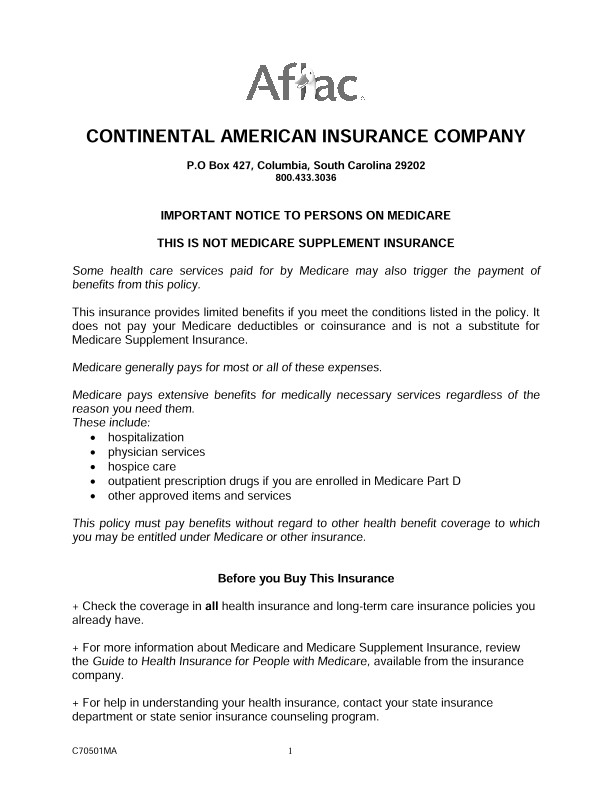 Aflac
CONTINENTAL AMERICAN INSURANCE COMPANY
P.O Box 427, Columbia, South Carolina 29202
800.433.3036
IMPORTANT NOTICE TO PERSONS ON MEDICARE
THIS IS NOT MEDICARE SUPPLEMENT INSURANCE
Some health care services paid for by Medicare may also trigger the payment of
benefits from this policy.
This insurance provides limited benefits if you meet the conditions listed in the policy. It
does not pay your Medicare deductibles or coinsurance and is not a substitute for
Medicare Supplement Insurance.
Medicare generally pays for most or all of these expenses.
Medicare pays extensive benefits for medically necessary services regardless of the
reason you need them.
These include:
• hospitalization
• physician services
• hospice care
• outpatient prescription drugs if you are enrolled in Medicare Part D
• other approved items and services
This policy must pay benefits without regard to other health benefit coverage to which
you may be entitled under Medicare or other insurance.
Before you Buy This Insurance
+ Check the coverage in all health insurance and long-term care insurance policies you
already have.
+ For more information about Medicare and Medicare Supplement Insurance, review
the Guide to Health Insurance for People with Medicare, available from the insurance
company.
+ For help in understanding your health insurance, contact your state insurance
department or state senior insurance counseling program.
C70501MA 1